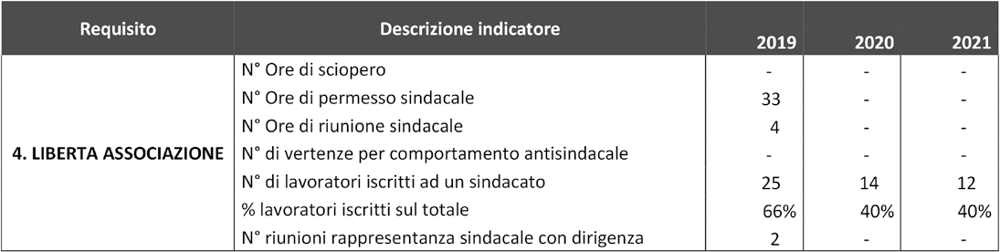 Requisito Descrizione indicatore 2019 2020 2021
N° Ore di sciopero - - -
N° Ore di permesso sindacale 33 - -
N° Ore di riunione sindacale 4 - -
4. LIBERTA ASSOCIAZIONE N° di vertenze per comportamento antisindacale - - -
N° di lavoratori iscritti ad un sindacato 25 14 12
% lavoratori iscritti sul totale 66% 40% 40%
N° riunioni rappresentanza sindacale con dirigenza 2 - -